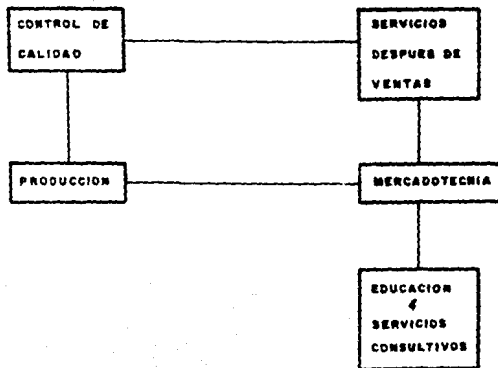 CONTROL DE
CALIDAD
SERVICIOS
DESPUES DE
VENTAS
PRODUCCION
MERCADOTECNIA
EDUCACION
&
SERVICIOS
CONSULTIVOS